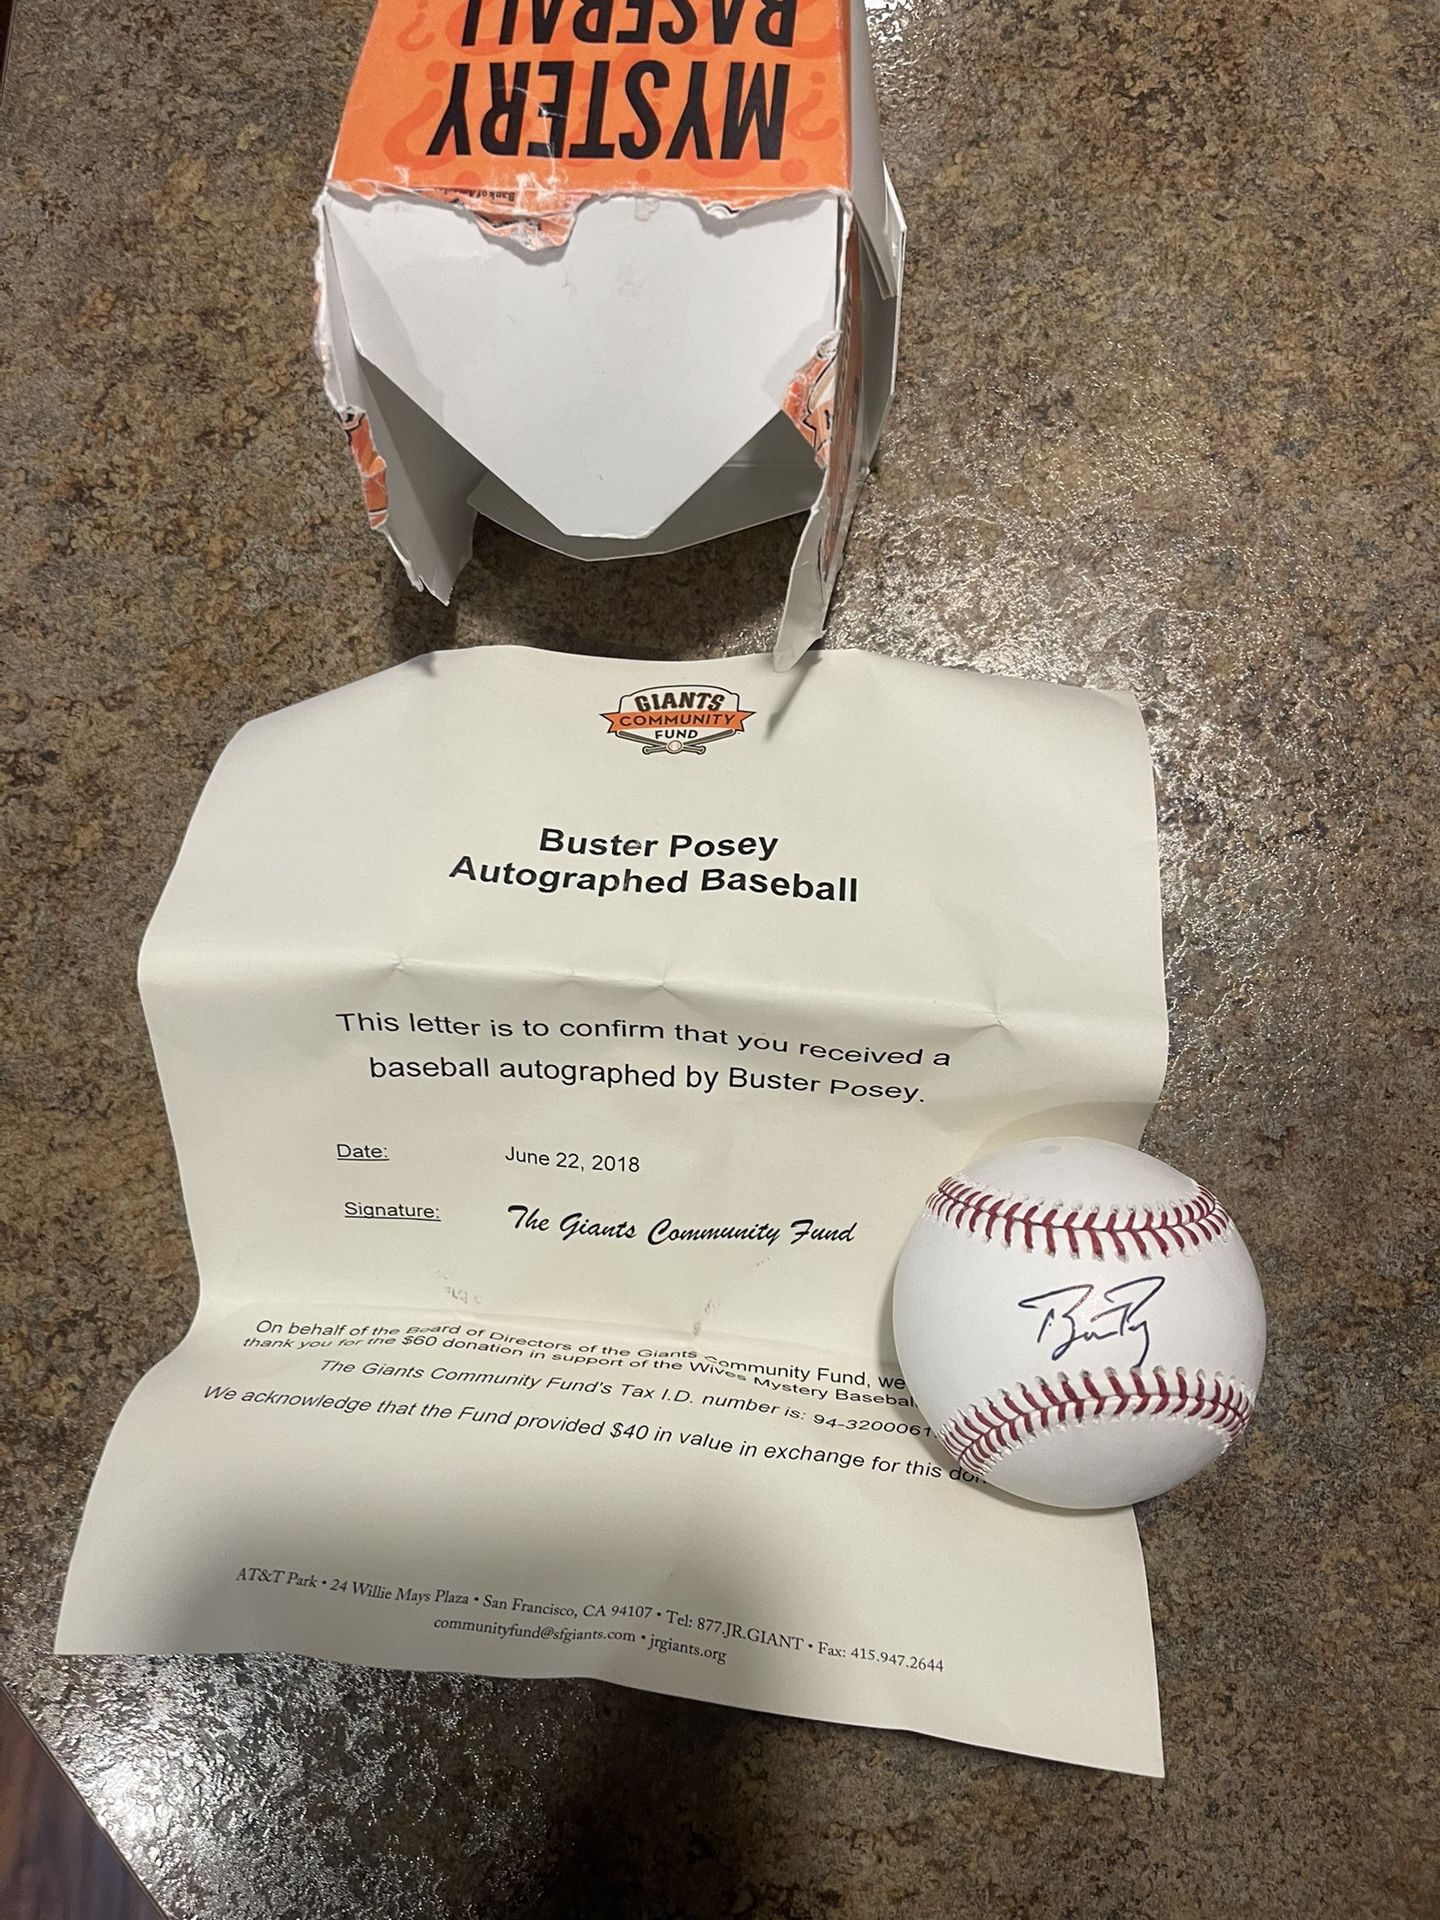 MYSTERY
BASEBALL
GIANTS
COMMUNITY
FUND
Buster Posey
Autographed Baseball
This letter is to confirm that you received a
baseball autographed by Buster Posey.
Date: June 22, 2018
Signature: The Giants Community Fund
On behalf of the Board of Directors of the Giants Community Fund, we
thank you for the $60 donation in support of the Wives Mystery Basebal
The Giants Community Fund's Tax I.D. number is: 94-3200061.
We acknowledge that the Fund provided $40 in value in exchange for this
AT&T Park • 24 Willie Mays Plaza • San Francisco, CA 94107 • Tel: 877.JR.GIANT • Fax: 415.947.2644
communityfund@sfgiants.com • jrgiants.org